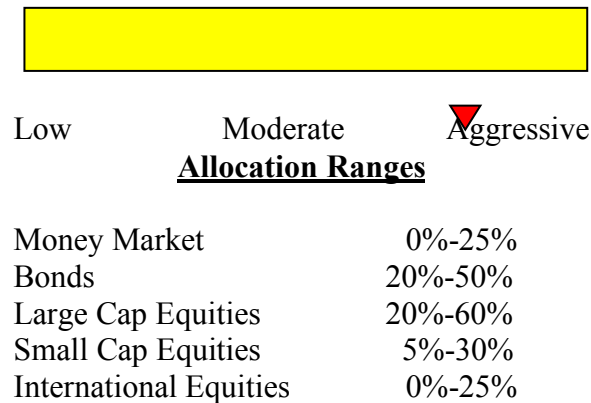 Low Moderate Aggressive
Allocation Ranges
Money Market 0%-25%
Bonds 20%-50%
Large Cap Equities 20%-60%
Small Cap Equities 5%-30%
International Equities 0%-25%